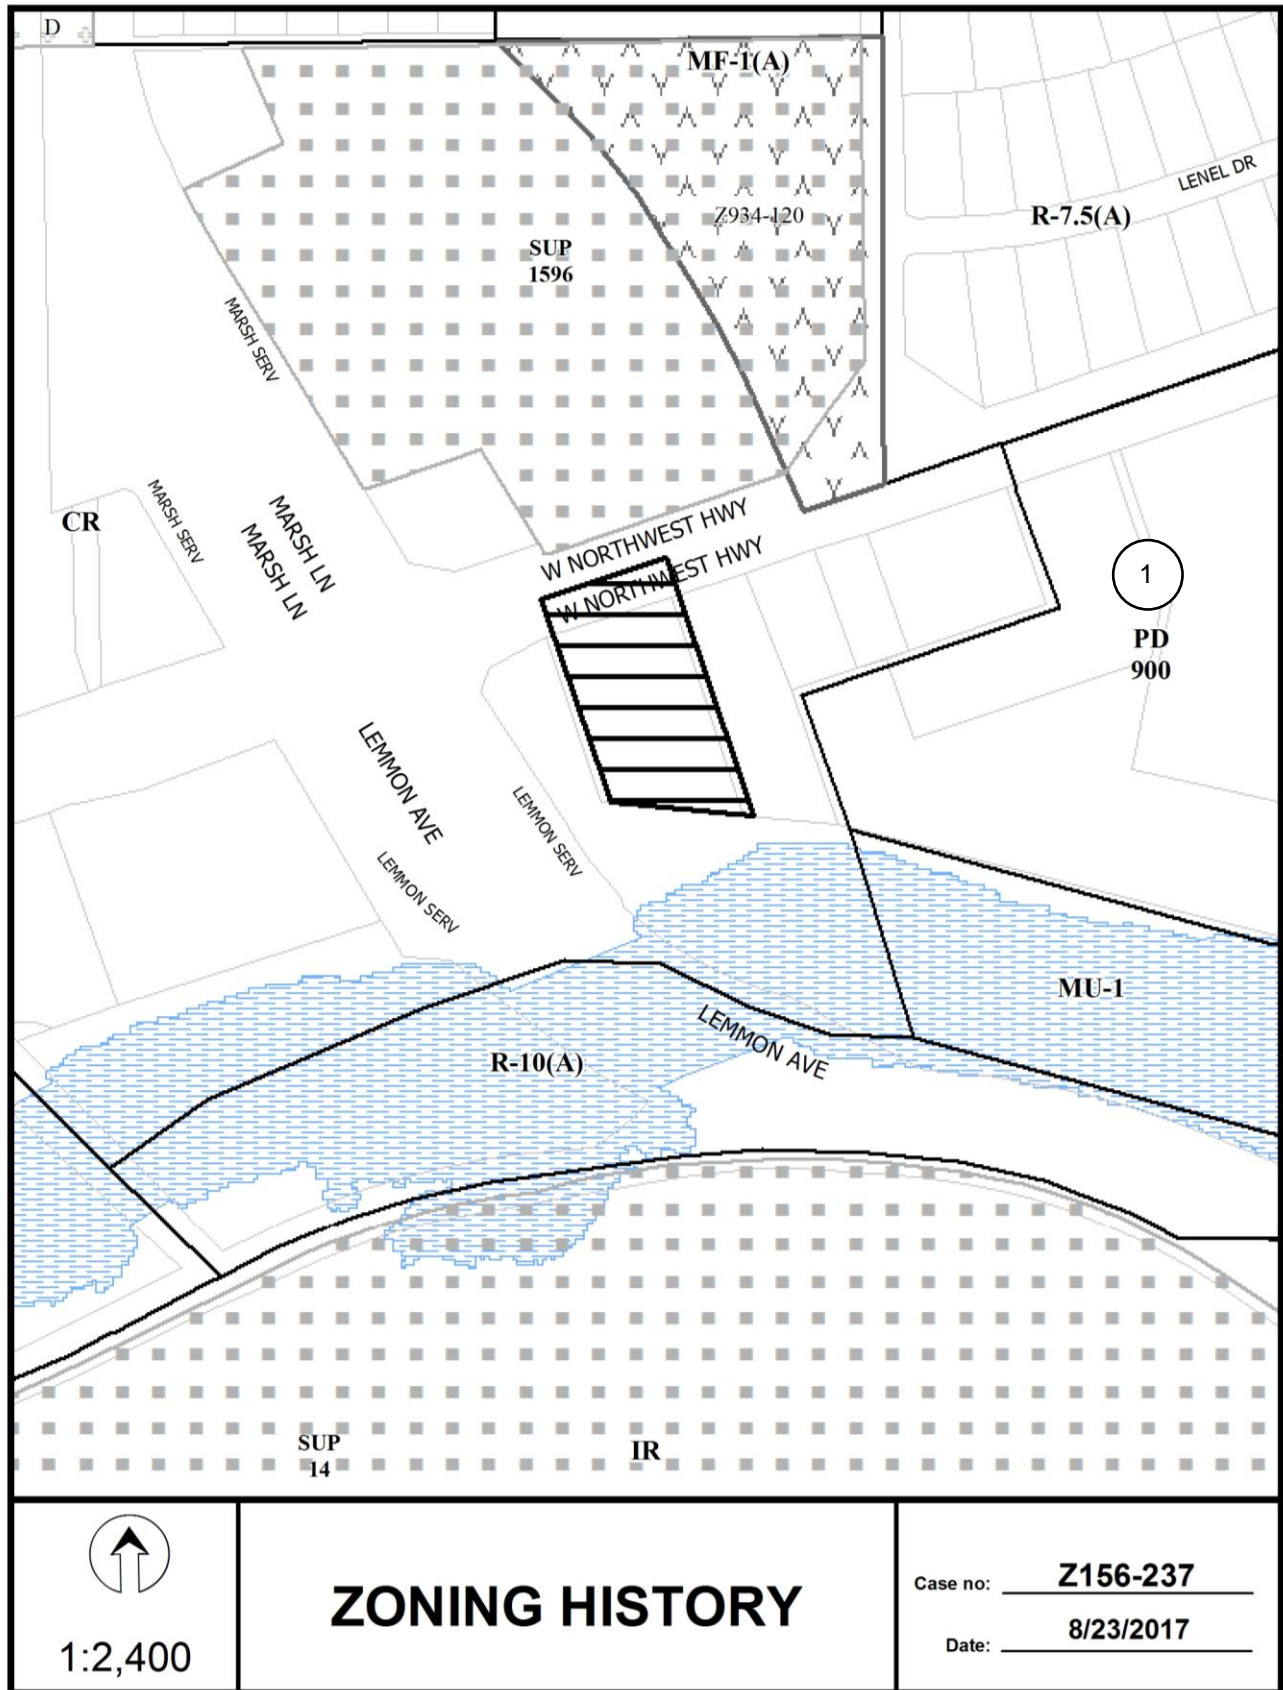 D
MF-1(A)
LENEL DR
Z934-120
R-7.5(A)
SUP
1596
MARSH SERV
MARSH SERV
CR
MARSH LN
MARSH LN
W NORTHWEST HWY
W NORTHWEST HWY
1
PD
900
LEMMON AVE
LEMMON SERV
LEMMON SERV
MU-1
LEMMON AVE
R-10(A)
SUP
14
IR
1:2,400
ZONING HISTORY
Case no: Z156-237
Date: 8/23/2017